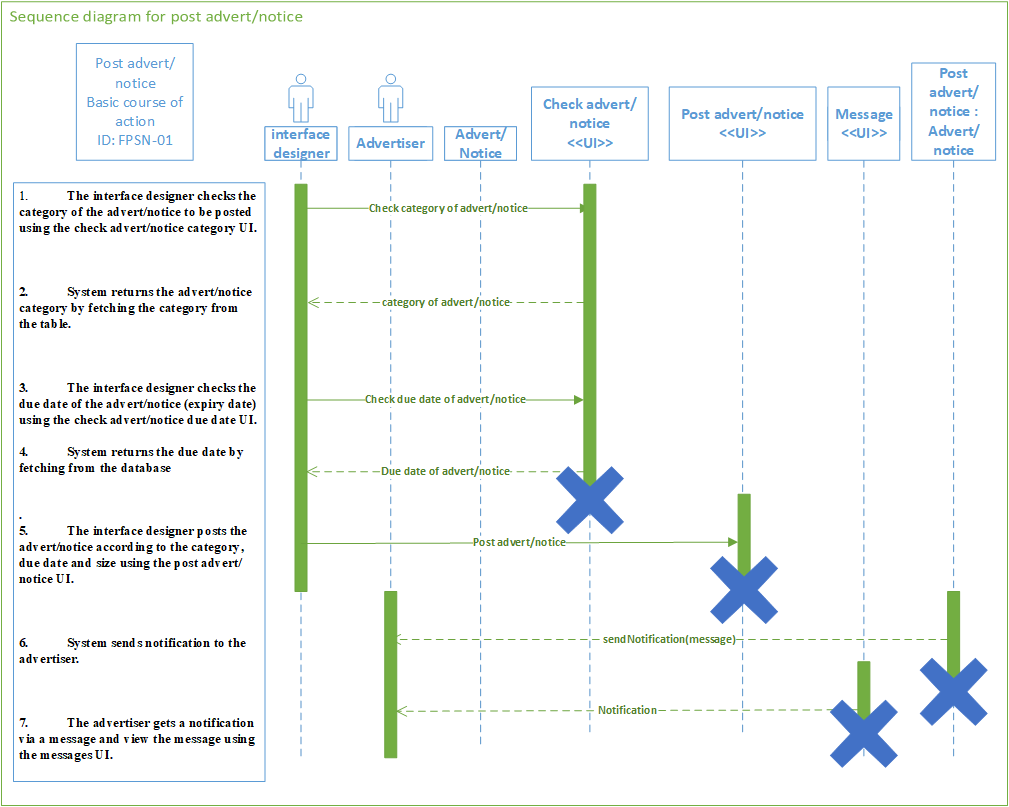 Sequence diagram for post advert/notice
Post advert/
notice
Basic course of
action
ID: FPSN-01
interface
designer
Advertiser
Advert/
Notice
Check advert/
notice
<<UI>>
Post advert/notice
<<UI>>
Message
<<UI>>
Post
advert/
notice :
Advert/
notice
1. The interface designer checks the
category of the advert/notice to be posted
using the check advert/notice category UI.
2. System returns the advert/notice
category by fetching the category from
the table.
3. The interface designer checks the
due date of the advert/notice (expiry date)
using the check advert/notice due date UI.
4. System returns the due date by
fetching from the database
.
5. The interface designer posts the
advert/notice according to the category,
due date and size using the post advert/
notice UI.
6. System sends notification to the
advertiser.
7. The advertiser gets a notification
via a message and view the message using
the messages UI.
Check category of advert/notice
category of advert/notice
Check due date of advert/notice
Due date of advert/notice
Post advert/notice
sendNotification(message)
Notification